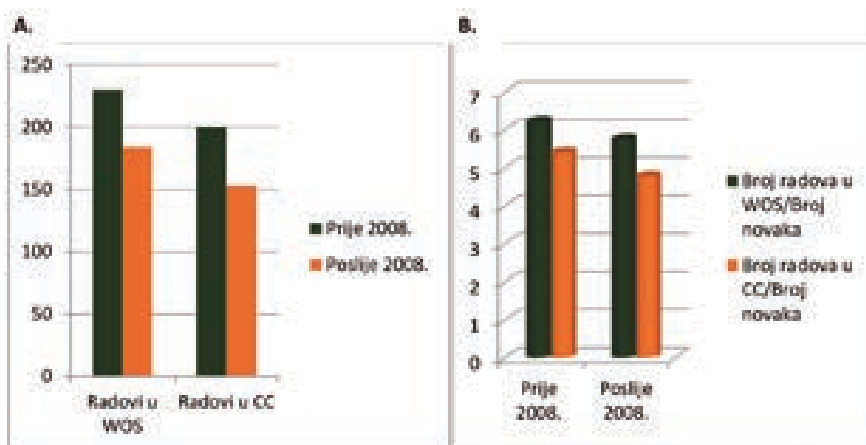 A.
250
200
150
100
50
0
Radovi u
WOS
Radovi u CC
Prije 2008.
Poslije 2008.
B.
7
6
5
4
3
2
1
0
Prije
2008.
Poslije
2008.
Broj radova u
WOS/Broj
novaka
Broj radova u
CC/Broj
novaka